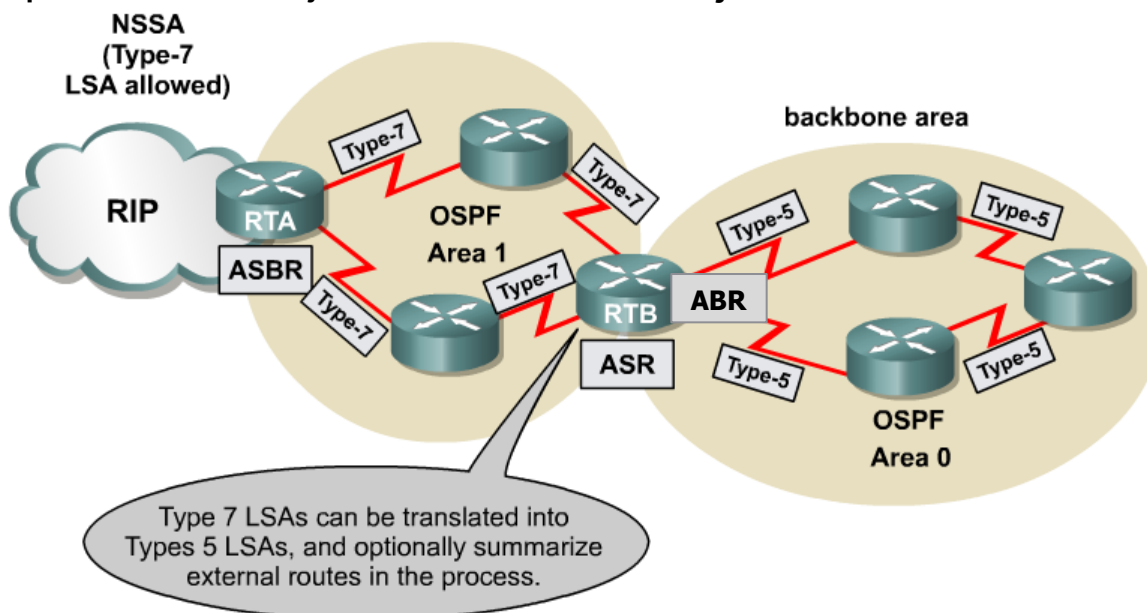 NSSA
(Type-7
LSA allowed)
backbone area
RIP
RTA
ASBR
Type-7
Type-7
Type-7
Type-7
OSPF
Area 1
RTB
ABR
ASR
Type-5
Type-5
Type-5
Type-5
OSPF
Area 0
Type 7 LSAs can be translated into
Types 5 LSAs, and optionally summarize
external routes in the process.